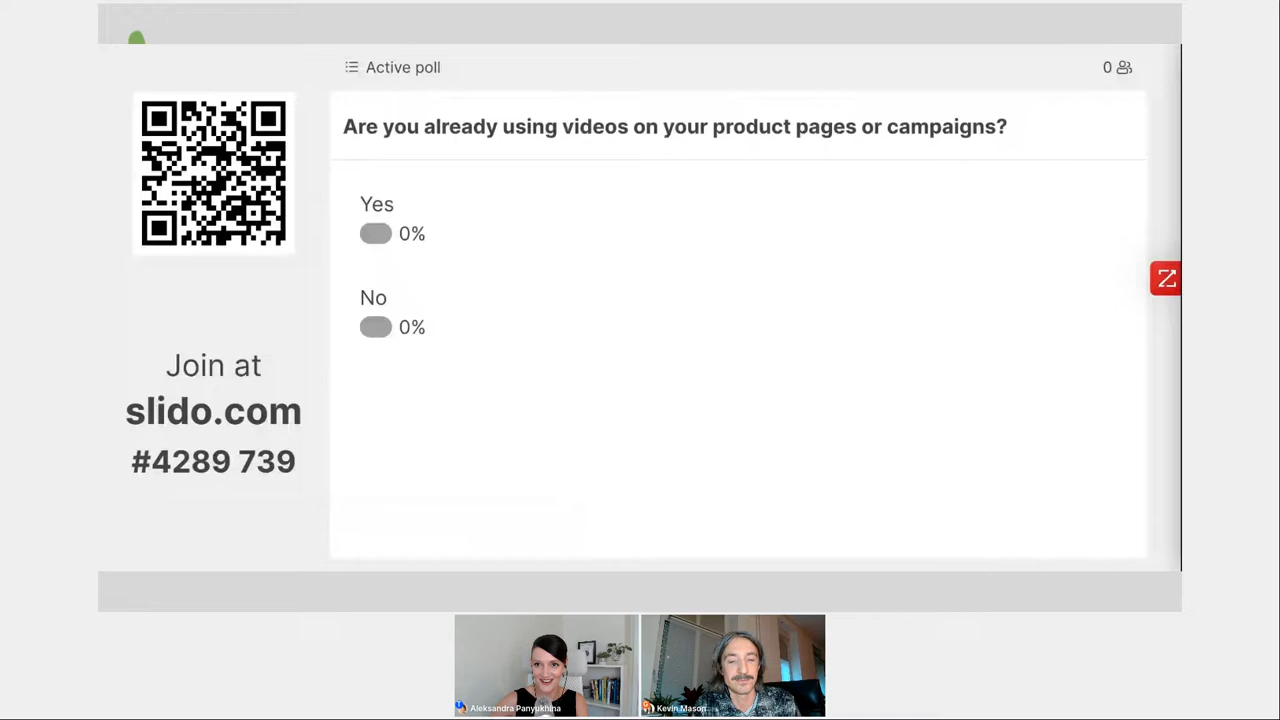 Active poll
0
Are you already using videos on your product pages or campaigns?
Yes
0%
No
0%
Join at
slido.com
#4289 739
Aleksandra Panyukhina
Kevin Mason